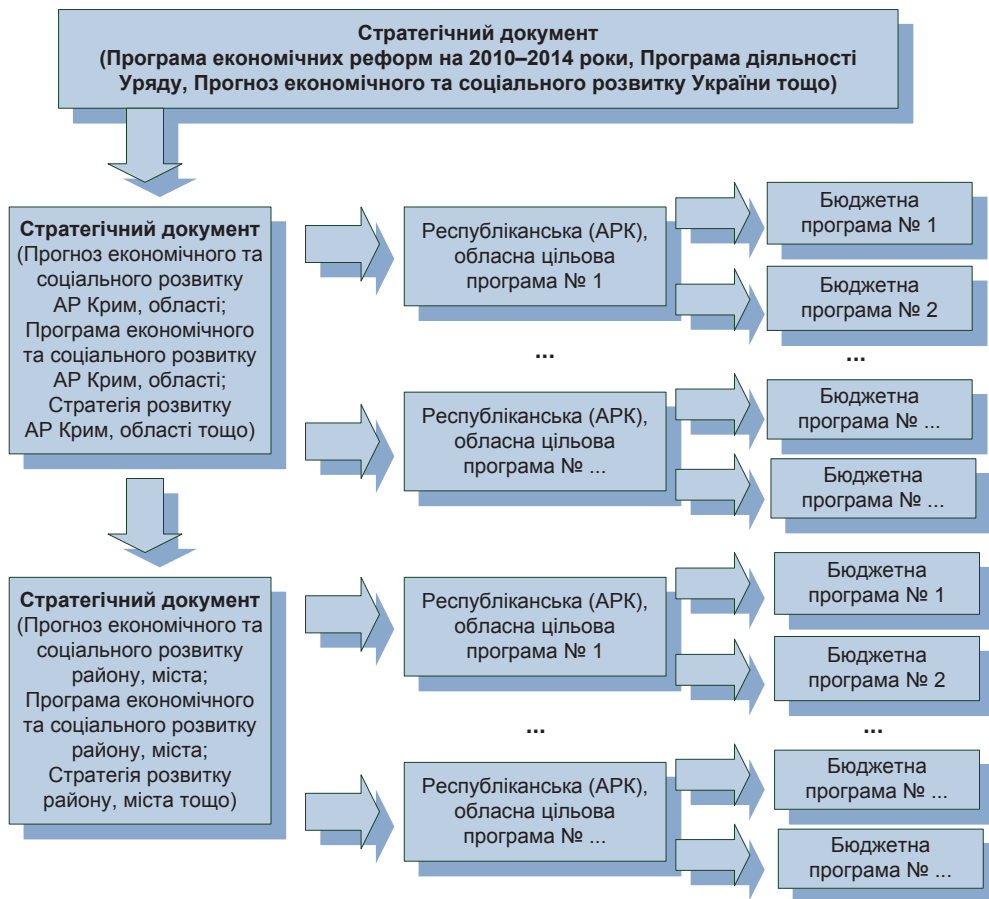 Стратегічний документ
(Програма економічних реформ на 2010–2014 роки, Програма діяльності
Уряду, Прогноз економічного та соціального розвитку України тощо)
Стратегічний документ
(Прогноз економічного та
соціального розвитку
АР Крим, області;
Програма економічного
та соціального розвитку
АР Крим, області;
Стратегія розвитку
АР Крим, області тощо)
Республіканська (АРК),
обласна цільова
програма № 1
Бюджетна
програма № 1
Бюджетна
програма № 2
...
...
Республіканська (АРК),
обласна цільова
програма № ...
Бюджетна
програма № ...
Бюджетна
програма № ...
Стратегічний документ
(Прогноз економічного та
соціального розвитку
району, міста;
Програма економічного
та соціального розвитку
району, міста;
Стратегія розвитку
району, міста тощо)
Республіканська (АРК),
обласна цільова
програма № 1
Бюджетна
програма № 1
Бюджетна
програма № 2
...
...
Республіканська (АРК),
обласна цільова
програма № ...
Бюджетна
програма № ...
Бюджетна
програма № ...